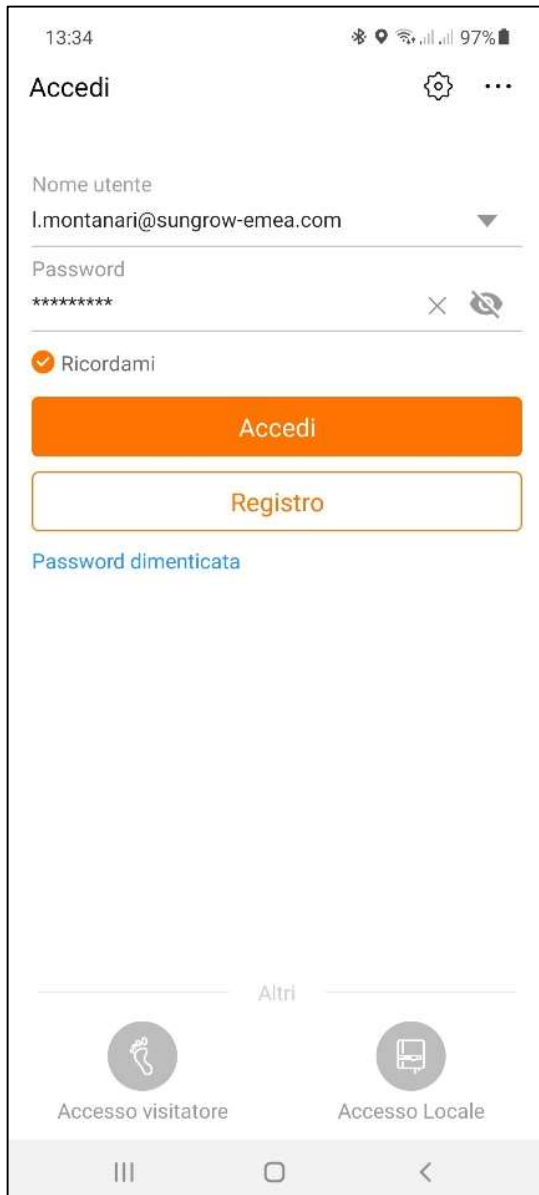 13:34 97%
Accedi
Nome utente
l.montanari@sungrow-emea.com
Password
*********
Ricordami
Accedi
Registro
Password dimenticata
Altri
Accesso visitatore Accesso Locale